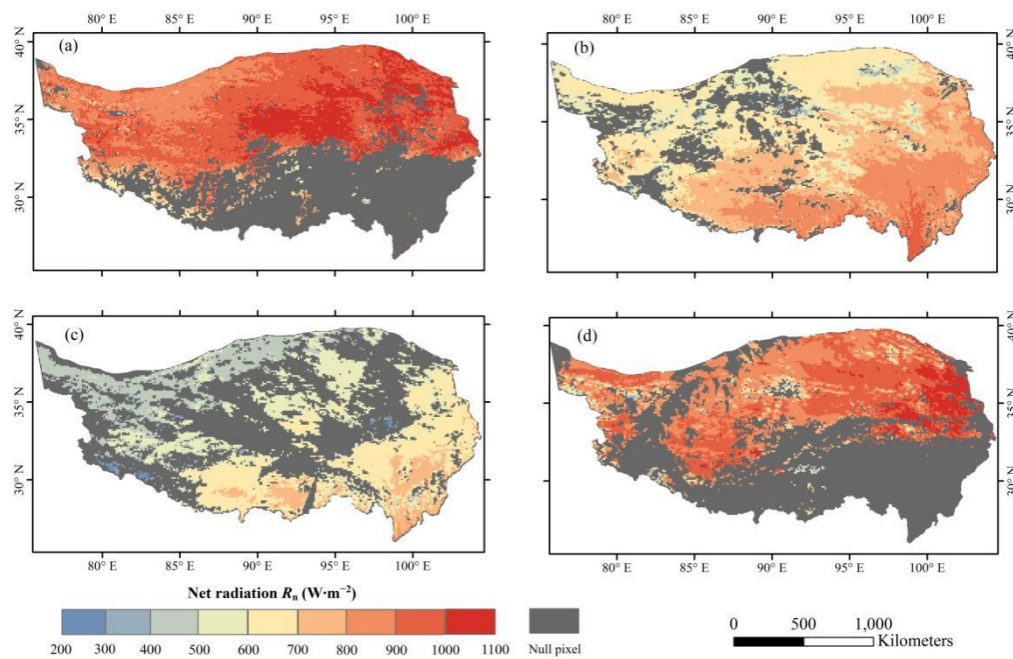 80° E 85° E 90° E 95° E 100° E 80° E 85° E 90° E 95° E 100° E
40° N
35° N
30° N
(a)
40° N
35° N
30° N
(b)
40° N
35° N
30° N
(c)
40° N
35° N
30° N
(d)
80° E 85° E 90° E 95° E 100° E 80° E 85° E 90° E 95° E 100° E
Net radiation Rn (W·m−2)
200 300 400 500 600 700 800 900 1000 1100
Null pixel
0 500 1,000
Kilometers